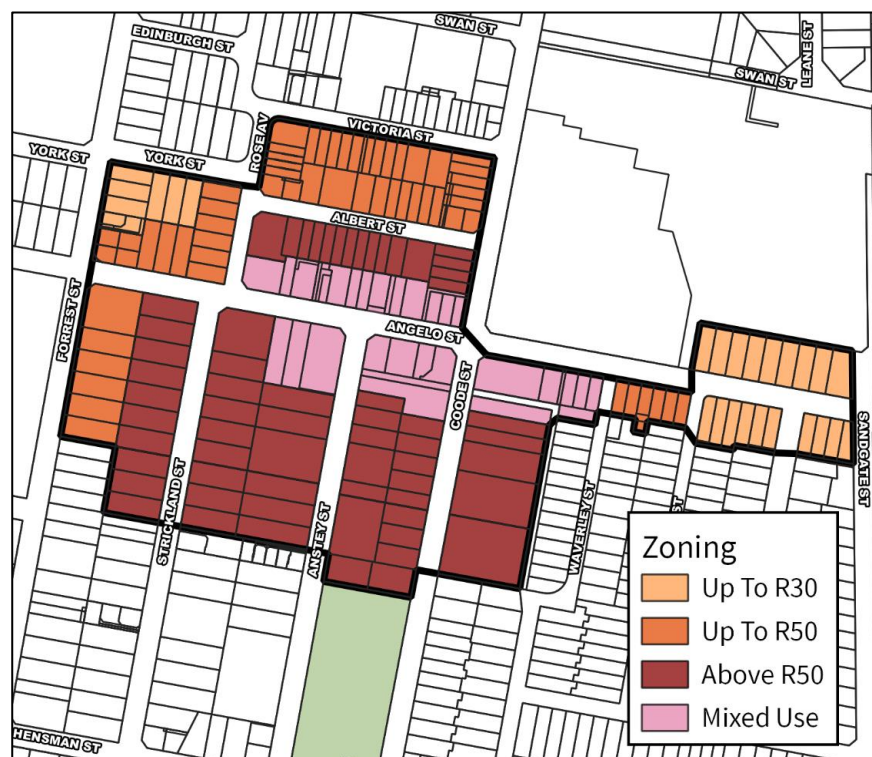 SWAN ST
EDINBURGH ST
LEANE ST
SWAN ST
VICTORIA ST
ROSE AV
YORK ST
YORK ST
ALBERT ST
FORREST ST
ANGELO ST
COODE ST
SANDGATE ST
STRICKLAND ST
ANSTEY ST
WAVERLEY ST
ST
HENSMAN ST
Zoning
Up To R30
Up To R50
Above R50
Mixed Use